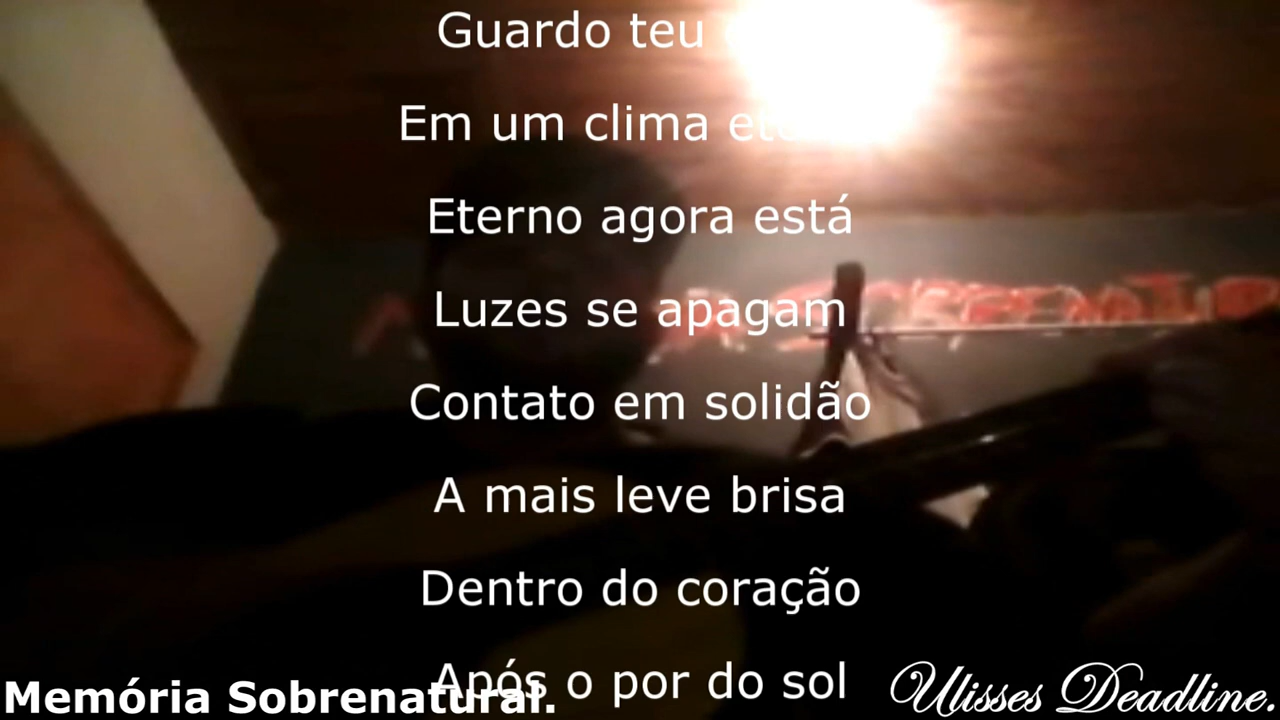 Guardo teu
Em um clima
Eterno agora está
Luzes se apagam
Contato em solidão
A mais leve brisa
Dentro do coração
Após o por do sol
Memória Sobrenatural.
Ulisses Deadline.